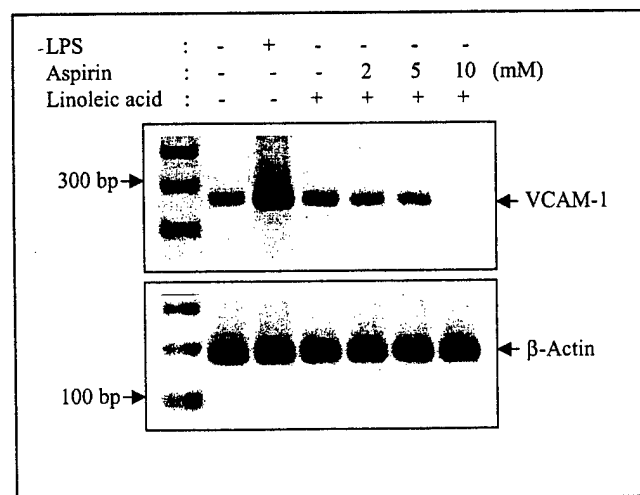 -LPS : - + - - - -
Aspirin : - - - 2 5 10 (mM)
Linoleic acid : - - + + + +
300 bp
VCAM-1
β-Actin
100 bp